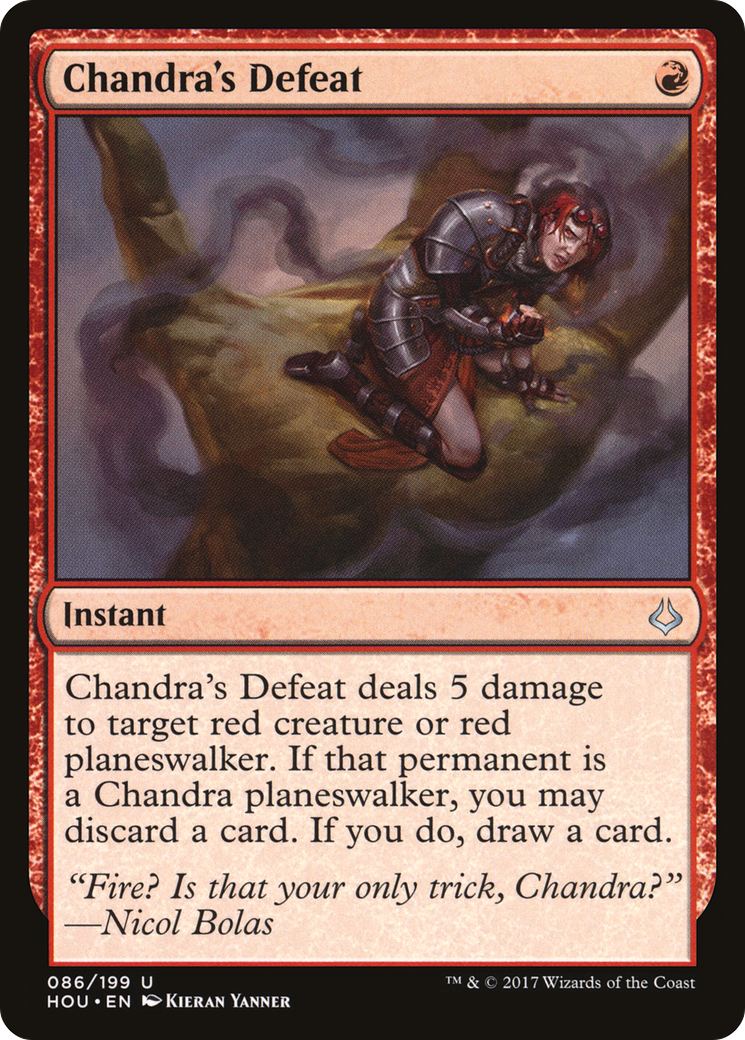 Chandra's Defeat
Instant
Chandra's Defeat deals 5 damage
to target red creature or red
planeswalker. If that permanent is
a Chandra planeswalker, you may
discard a card. If you do, draw a card.
“Fire? Is that your only trick, Chandra?”
—Nicol Bolas
086/199 U
HOU • EN Kieran Yanner
™ & © 2017 Wizards of the Coast